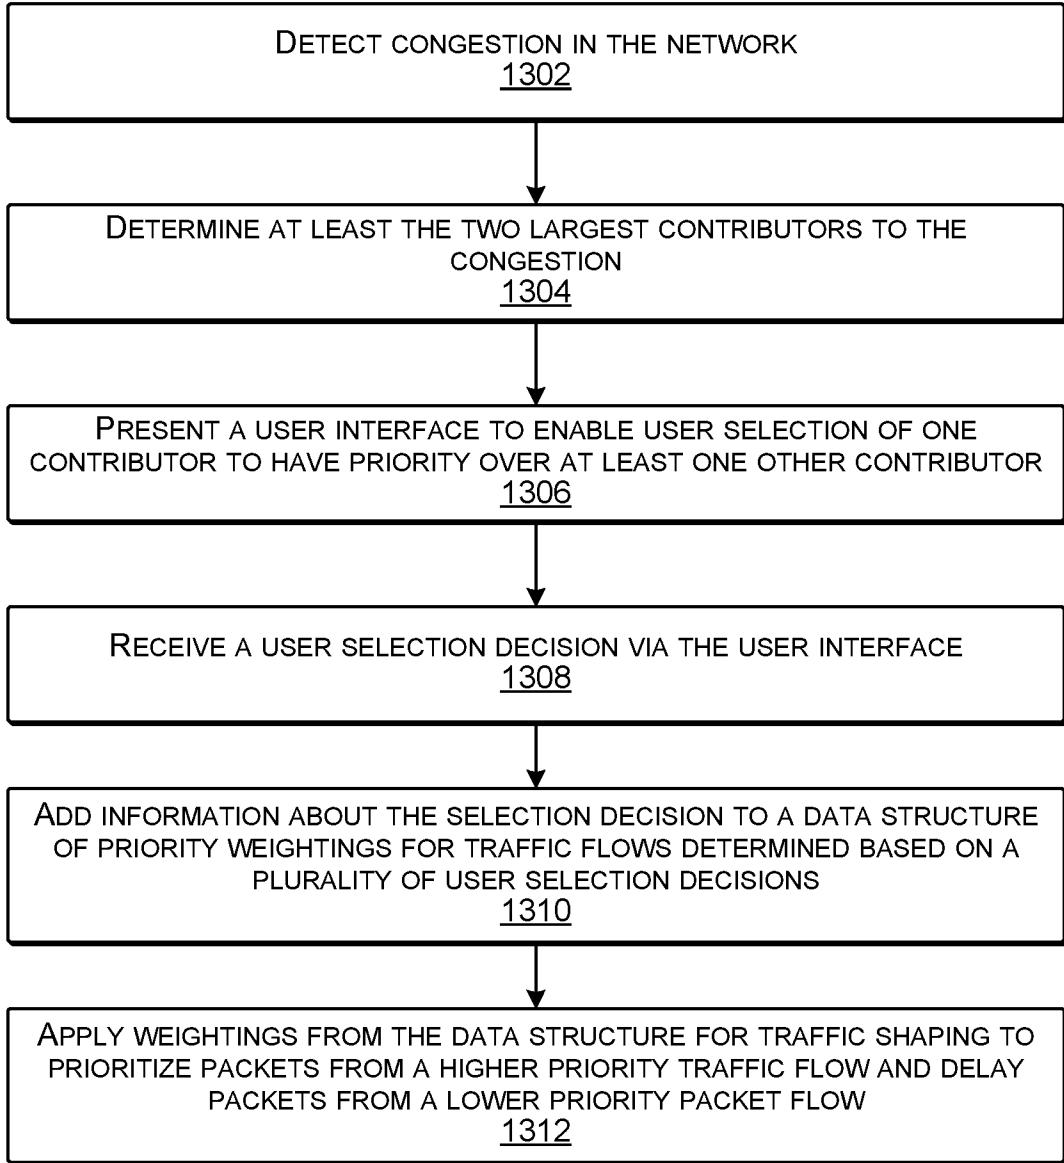 DETECT CONGESTION IN THE NETWORK
1302
DETERMINE AT LEAST THE TWO LARGEST CONTRIBUTORS TO THE
CONGESTION
1304
PRESENT A USER INTERFACE TO ENABLE USER SELECTION OF ONE
CONTRIBUTOR TO HAVE PRIORITY OVER AT LEAST ONE OTHER CONTRIBUTOR
1306
RECEIVE A USER SELECTION DECISION VIA THE USER INTERFACE
1308
ADD INFORMATION ABOUT THE SELECTION DECISION TO A DATA STRUCTURE
OF PRIORITY WEIGHTINGS FOR TRAFFIC FLOWS DETERMINED BASED ON A
PLURALITY OF USER SELECTION DECISIONS
1310
APPLY WEIGHTINGS FROM THE DATA STRUCTURE FOR TRAFFIC SHAPING TO
PRIORITIZE PACKETS FROM A HIGHER PRIORITY TRAFFIC FLOW AND DELAY
PACKETS FROM A LOWER PRIORITY PACKET FLOW
1312